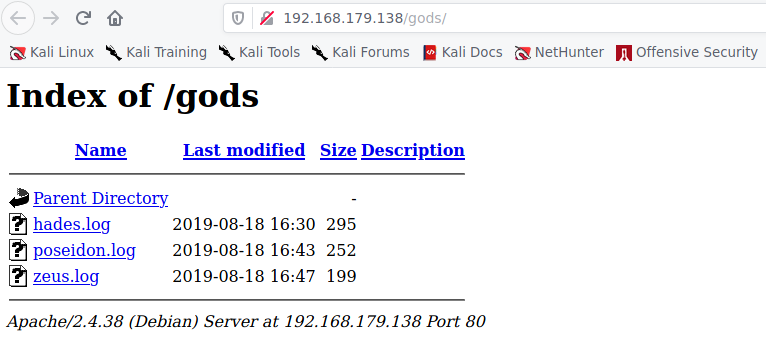 192.168.179.138/gods/
Kali Linux Kali Training Kali Tools Kali Forums Kali Docs NetHunter Offensive Security
Index of /gods
Name Last modified Size Description
Parent Directory -
? hades.log 2019-08-18 16:30 295
? poseidon.log 2019-08-18 16:43 252
? zeus.log 2019-08-18 16:47 199
Apache/2.4.38 (Debian) Server at 192.168.179.138 Port 80